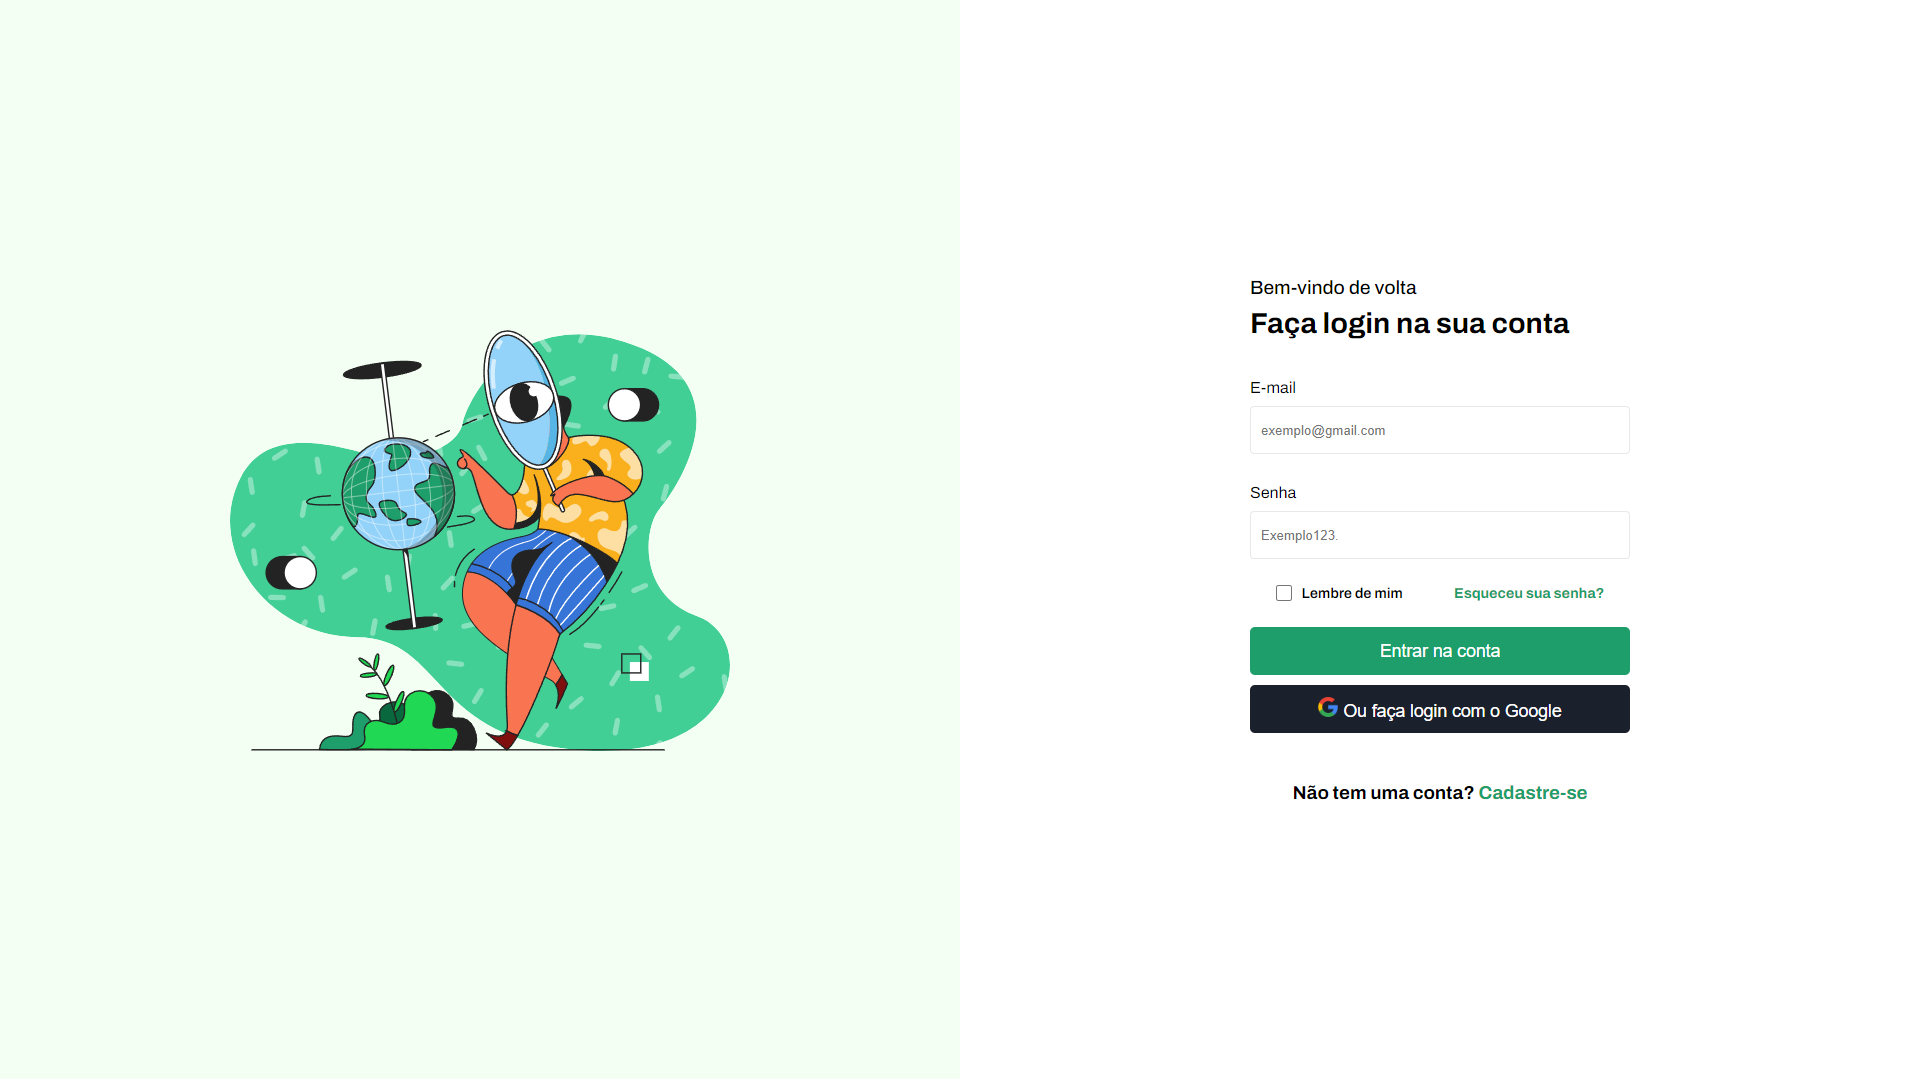 Bem-vindo de volta
Faça login na sua conta
E-mail
exemplo@gmail.com
Senha
Exemplo123.
Lembre de mim
Esqueceu sua senha?
Entrar na conta
Ou faça login com o Google
Não tem uma conta? Cadastre-se